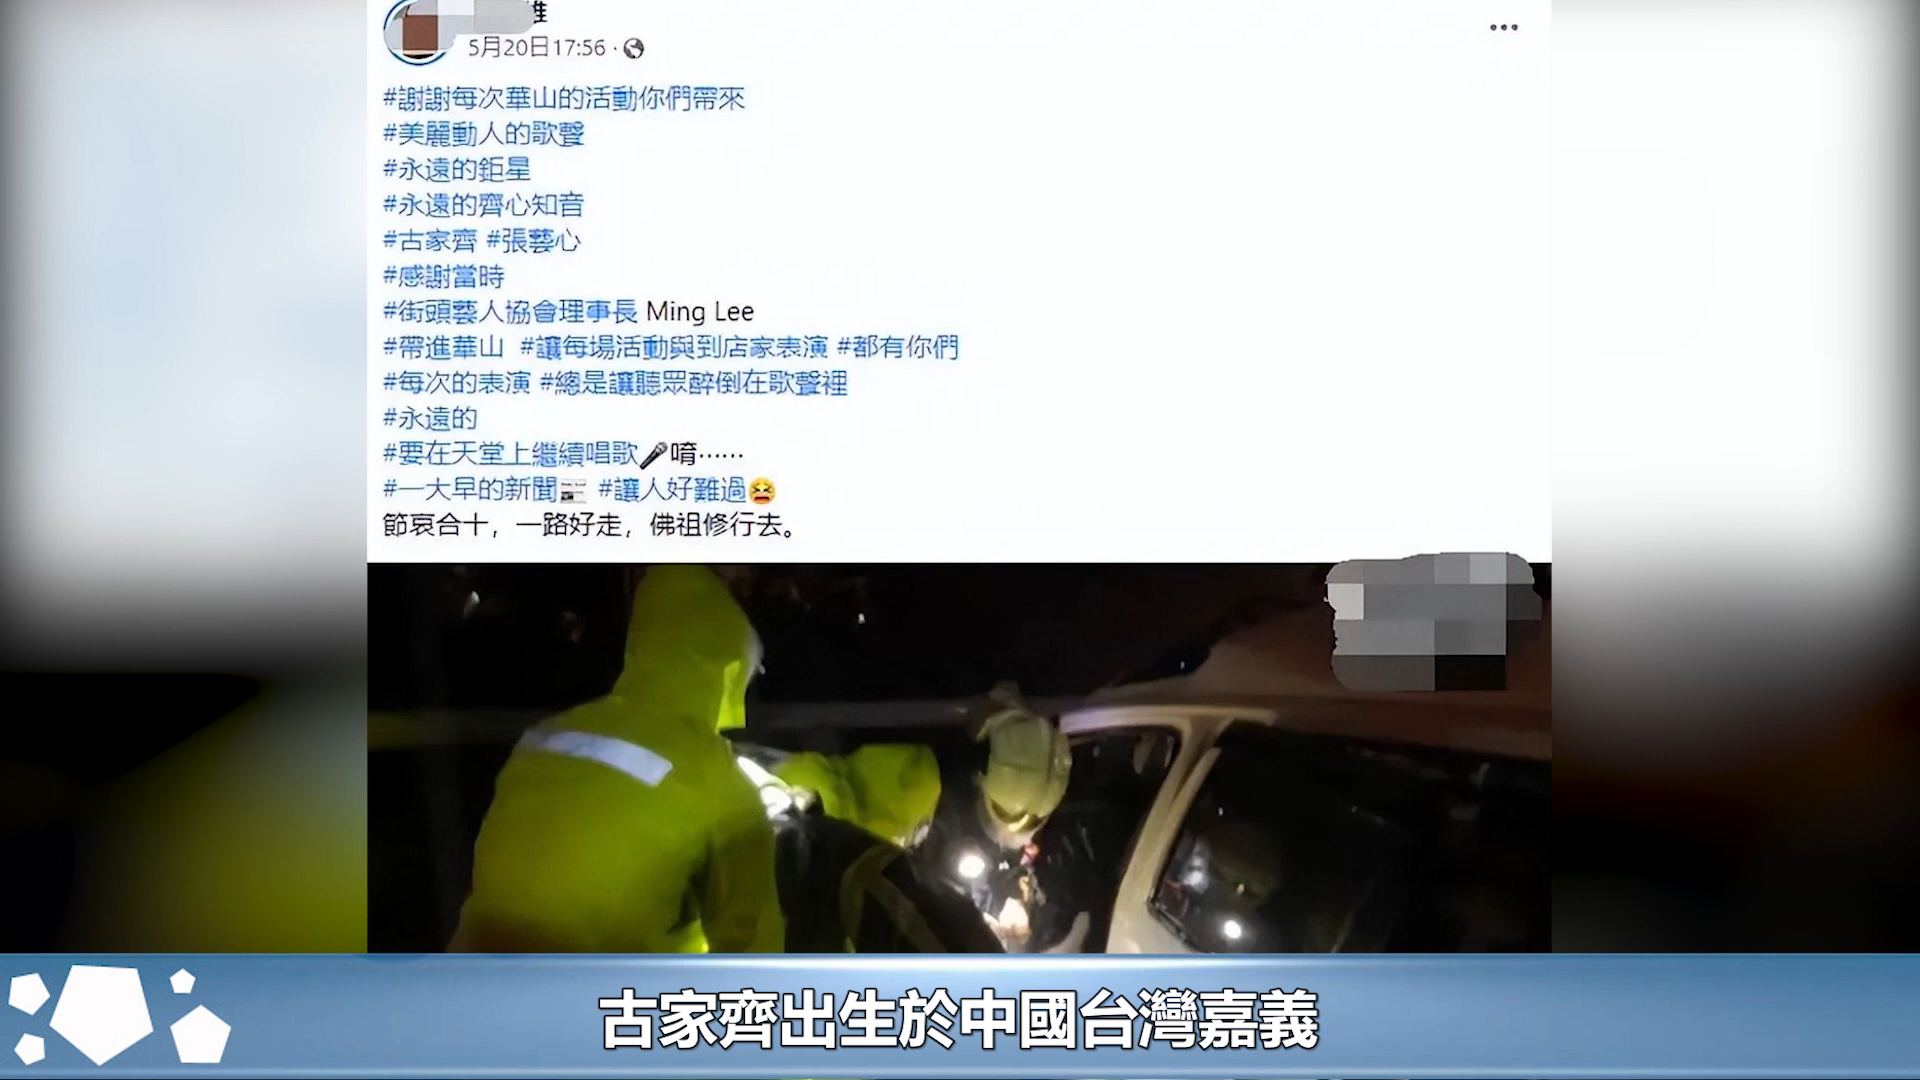 5月20日17:56
#謝謝每次華山的活動你們帶來
#美麗動人的歌聲
#永遠的鉅星
#永遠的齊心知音
#古家齊 #張藝心
#感謝當時
#街頭藝人協會理事長 Ming Lee
#帶進華山 #讓每場活動與到店家表演 #都有你們
#每次的表演 #總是讓聽眾醉倒在歌聲裡
#永遠的
#要在天堂上繼續唱歌🎤唷⋯⋯
#一大早的新聞📰 #讓人好難過😫
節哀合十，一路好走，佛祖修行去。
古家齊出生於中國台灣嘉義